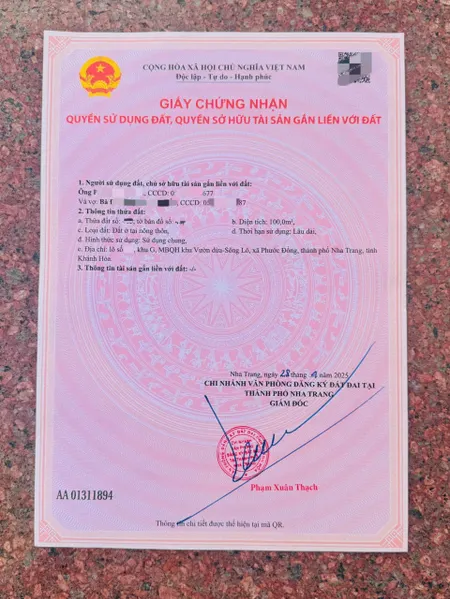 CỘNG HÒA XÃ HỘI CHỦ NGHĨA VIỆT NAM
Độc lập - Tự do - Hạnh phúc
GIẤY CHỨNG NHẬN
QUYỀN SỬ DỤNG ĐẤT, QUYỀN SỞ HỮU TÀI SẢN GẮN LIỀN VỚI ĐẤT
1. Người sử dụng đất, chủ sở hữu tài sản gắn liền với đất:
Ông , CCCD: 0 677
Và vợ: Bà , CCCD: 87
2. Thông tin thửa đất:
a. Thửa đất số: , tờ bản đồ số: b. Diện tích: 100,0m².
c. Loại đất: Đất ở tại nông thôn, d. Thời hạn sử dụng: Lâu dài,
đ. Hình thức sử dụng: Sử dụng chung,
e. Địa chỉ: lô số , khu G, MBQH khu Vườn dừa-Sông Lô, xã Phước Đồng, thành phố Nha Trang, tỉnh
Khánh Hòa.
3. Thông tin tài sản gắn liền với đất: -/-
Nha Trang, ngày 28 tháng 4 năm 2025
CHI NHÁNH VĂN PHÒNG ĐĂNG KÝ ĐẤT ĐAI TẠI
THÀNH PHỐ NHA TRANG
GIÁM ĐỐC
Phạm Xuân Thạch
AA 01311894
Thông tin chi tiết được thể hiện tại mã QR.